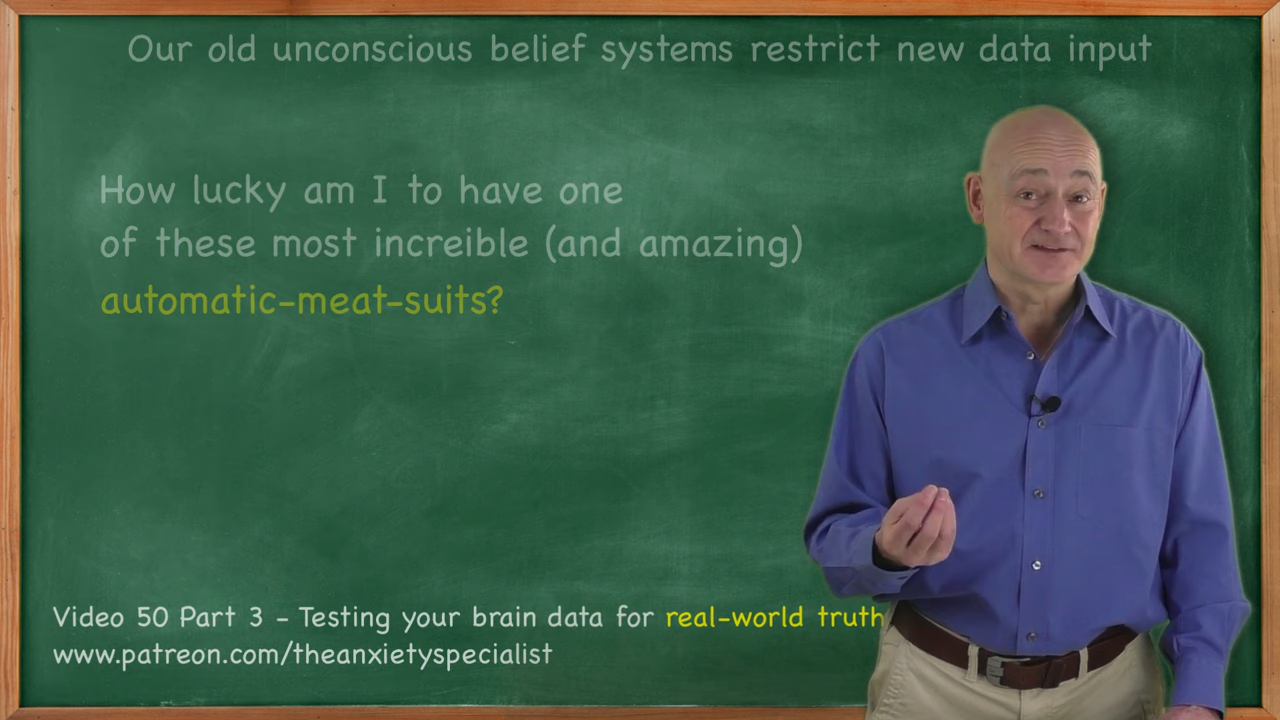 Our old unconscious belief systems restrict new data input
How lucky am I to have one
of these most increible (and amazing)
automatic-meat-suits?
Video 50 Part 3 - Testing your brain data for real-world truth
www.patreon.com/theanxietyspecialist